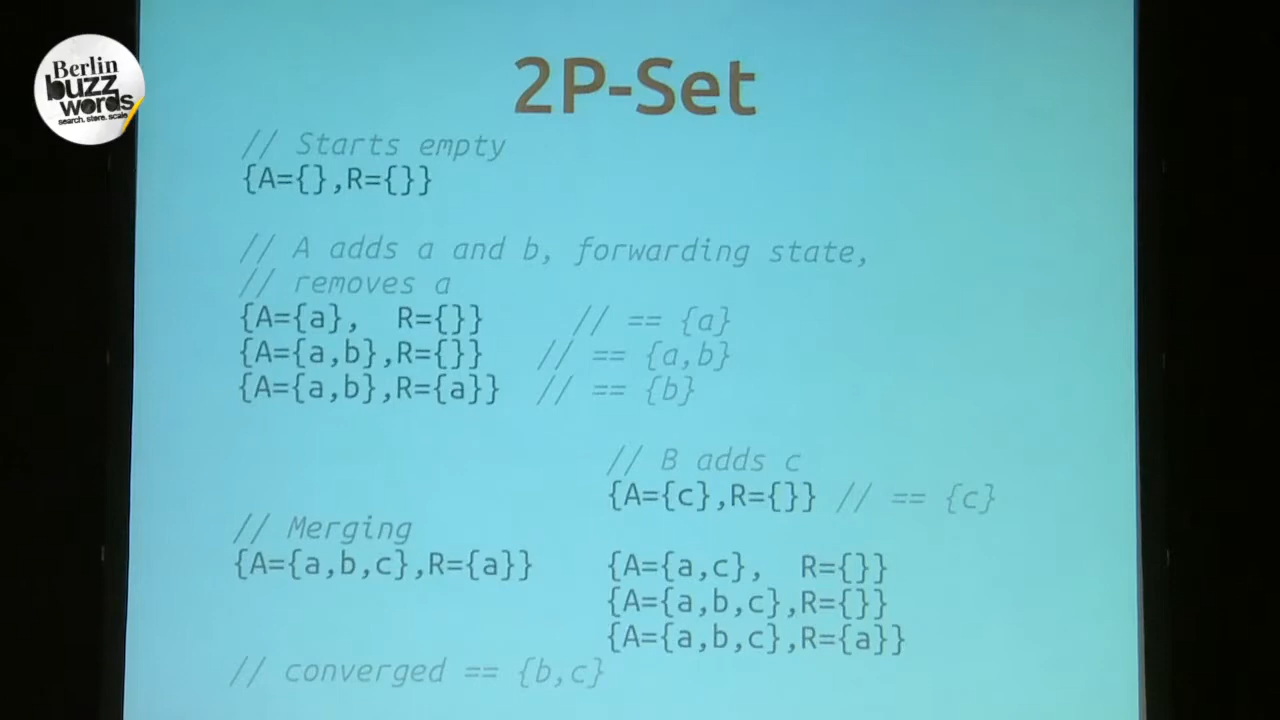 Berlin
buzz
words
search. store. scale.
2P-Set
// Starts empty
{A={},R={}}
// A adds a and b, forwarding state,
// removes a
{A={a},  R={}}     // == {a}
{A={a,b},R={}}   // == {a,b}
{A={a,b},R={a}}  // == {b}
// B adds c
{A={c},R={}} // == {c}
// Merging
{A={a,b,c},R={a}}    {A={a,c},  R={}}
{A={a,b,c},R={}}
{A={a,b,c},R={a}}
// converged == {b,c}